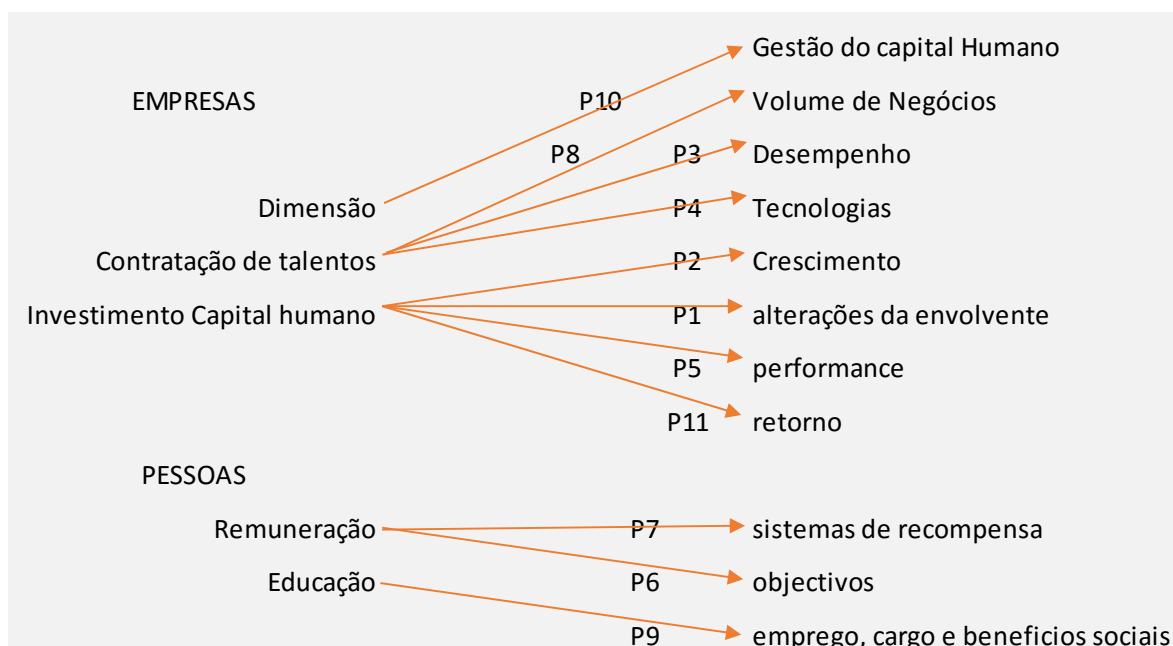 Gestão do capital Humano
EMPRESAS P10 Volume de Negócios
P8 P3 Desempenho
Dimensão P4 Tecnologias
Contratação de talentos P2 Crescimento
Investimento Capital humano P1 alterações da envolvente
P5 performance
P11 retorno
PESSOAS
Remuneração P7 sistemas de recompensa
Educação P6 objectivos
P9 emprego, cargo e beneficios sociais